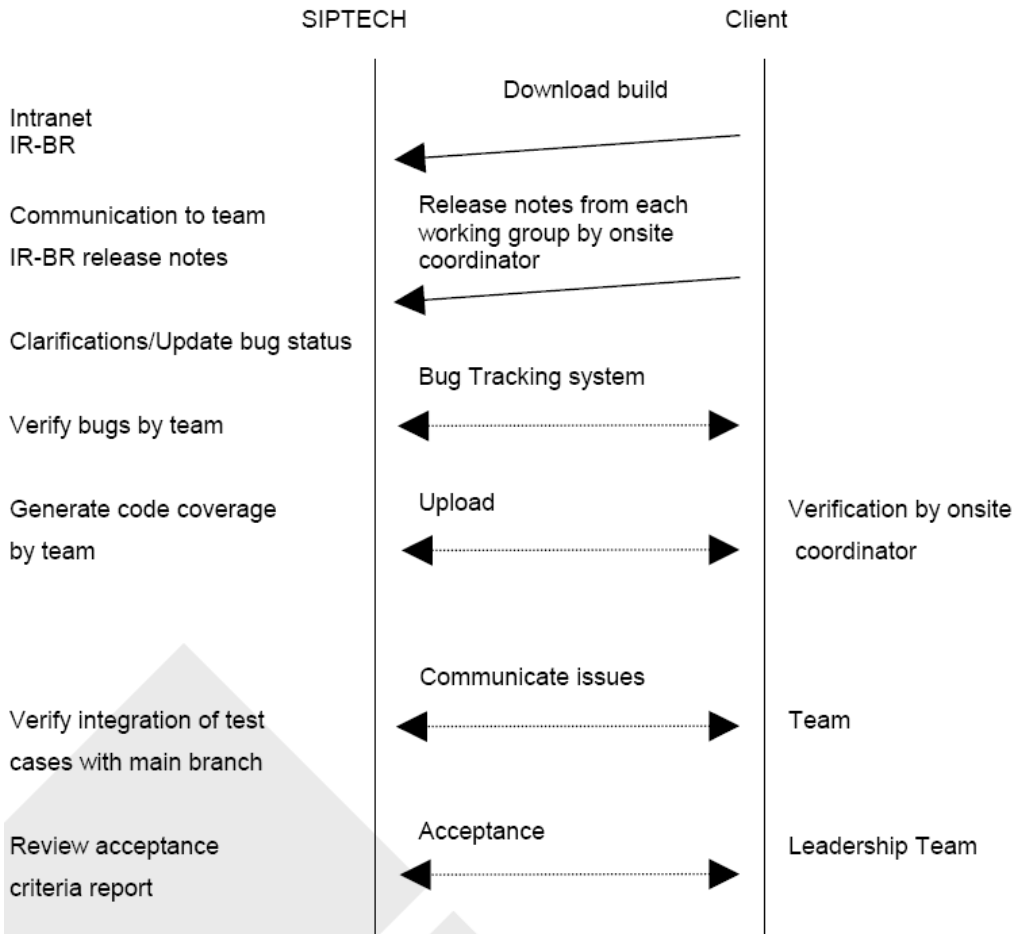 SIPTECH
Client
Download build
Intranet
IR-BR
Communication to team
IR-BR release notes
Release notes from each
working group by onsite
coordinator
Clarifications/Update bug status
Bug Tracking system
Verify bugs by team
Generate code coverage
by team
Upload
Verification by onsite
coordinator
Communicate issues
Verify integration of test
cases with main branch
Team
Acceptance
Review acceptance
criteria report
Leadership Team